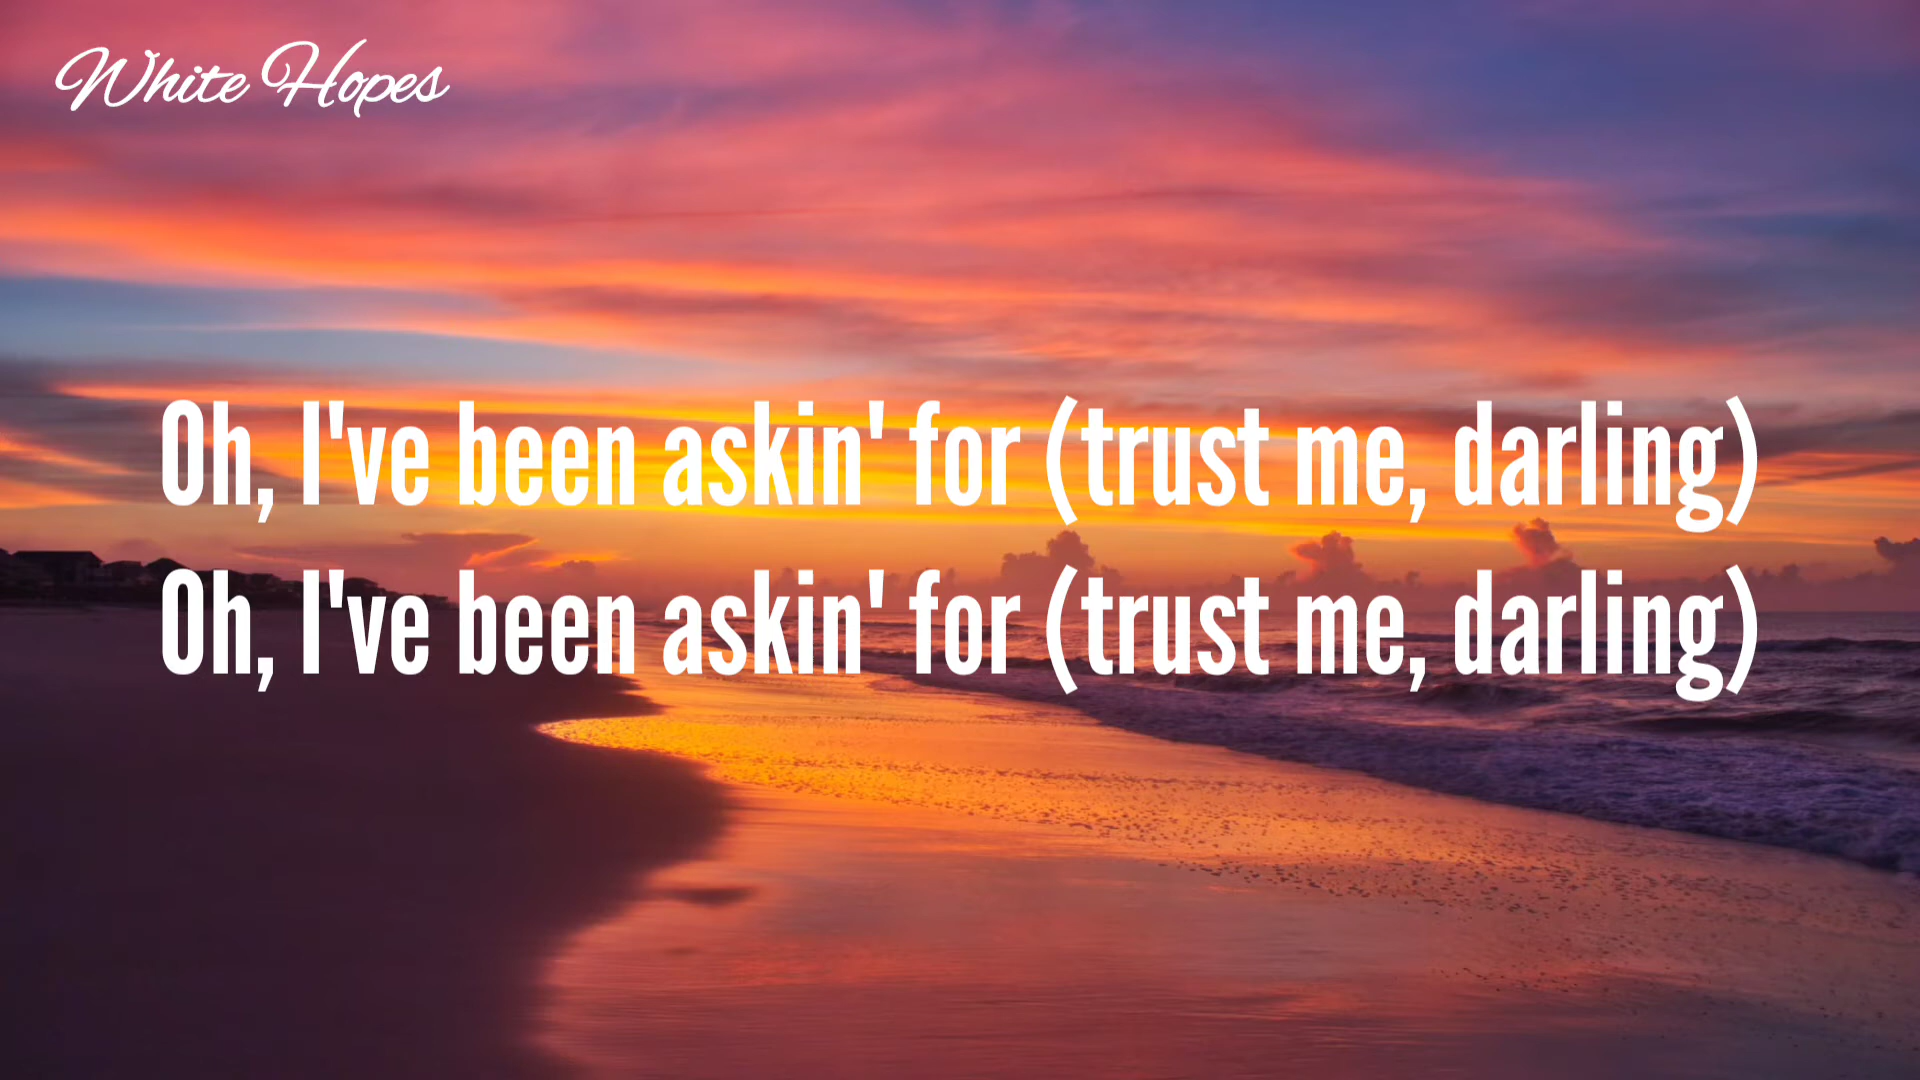 White Hopes
Oh, I've been askin' for (trust me, darling)
Oh, I've been askin' for (trust me, darling)